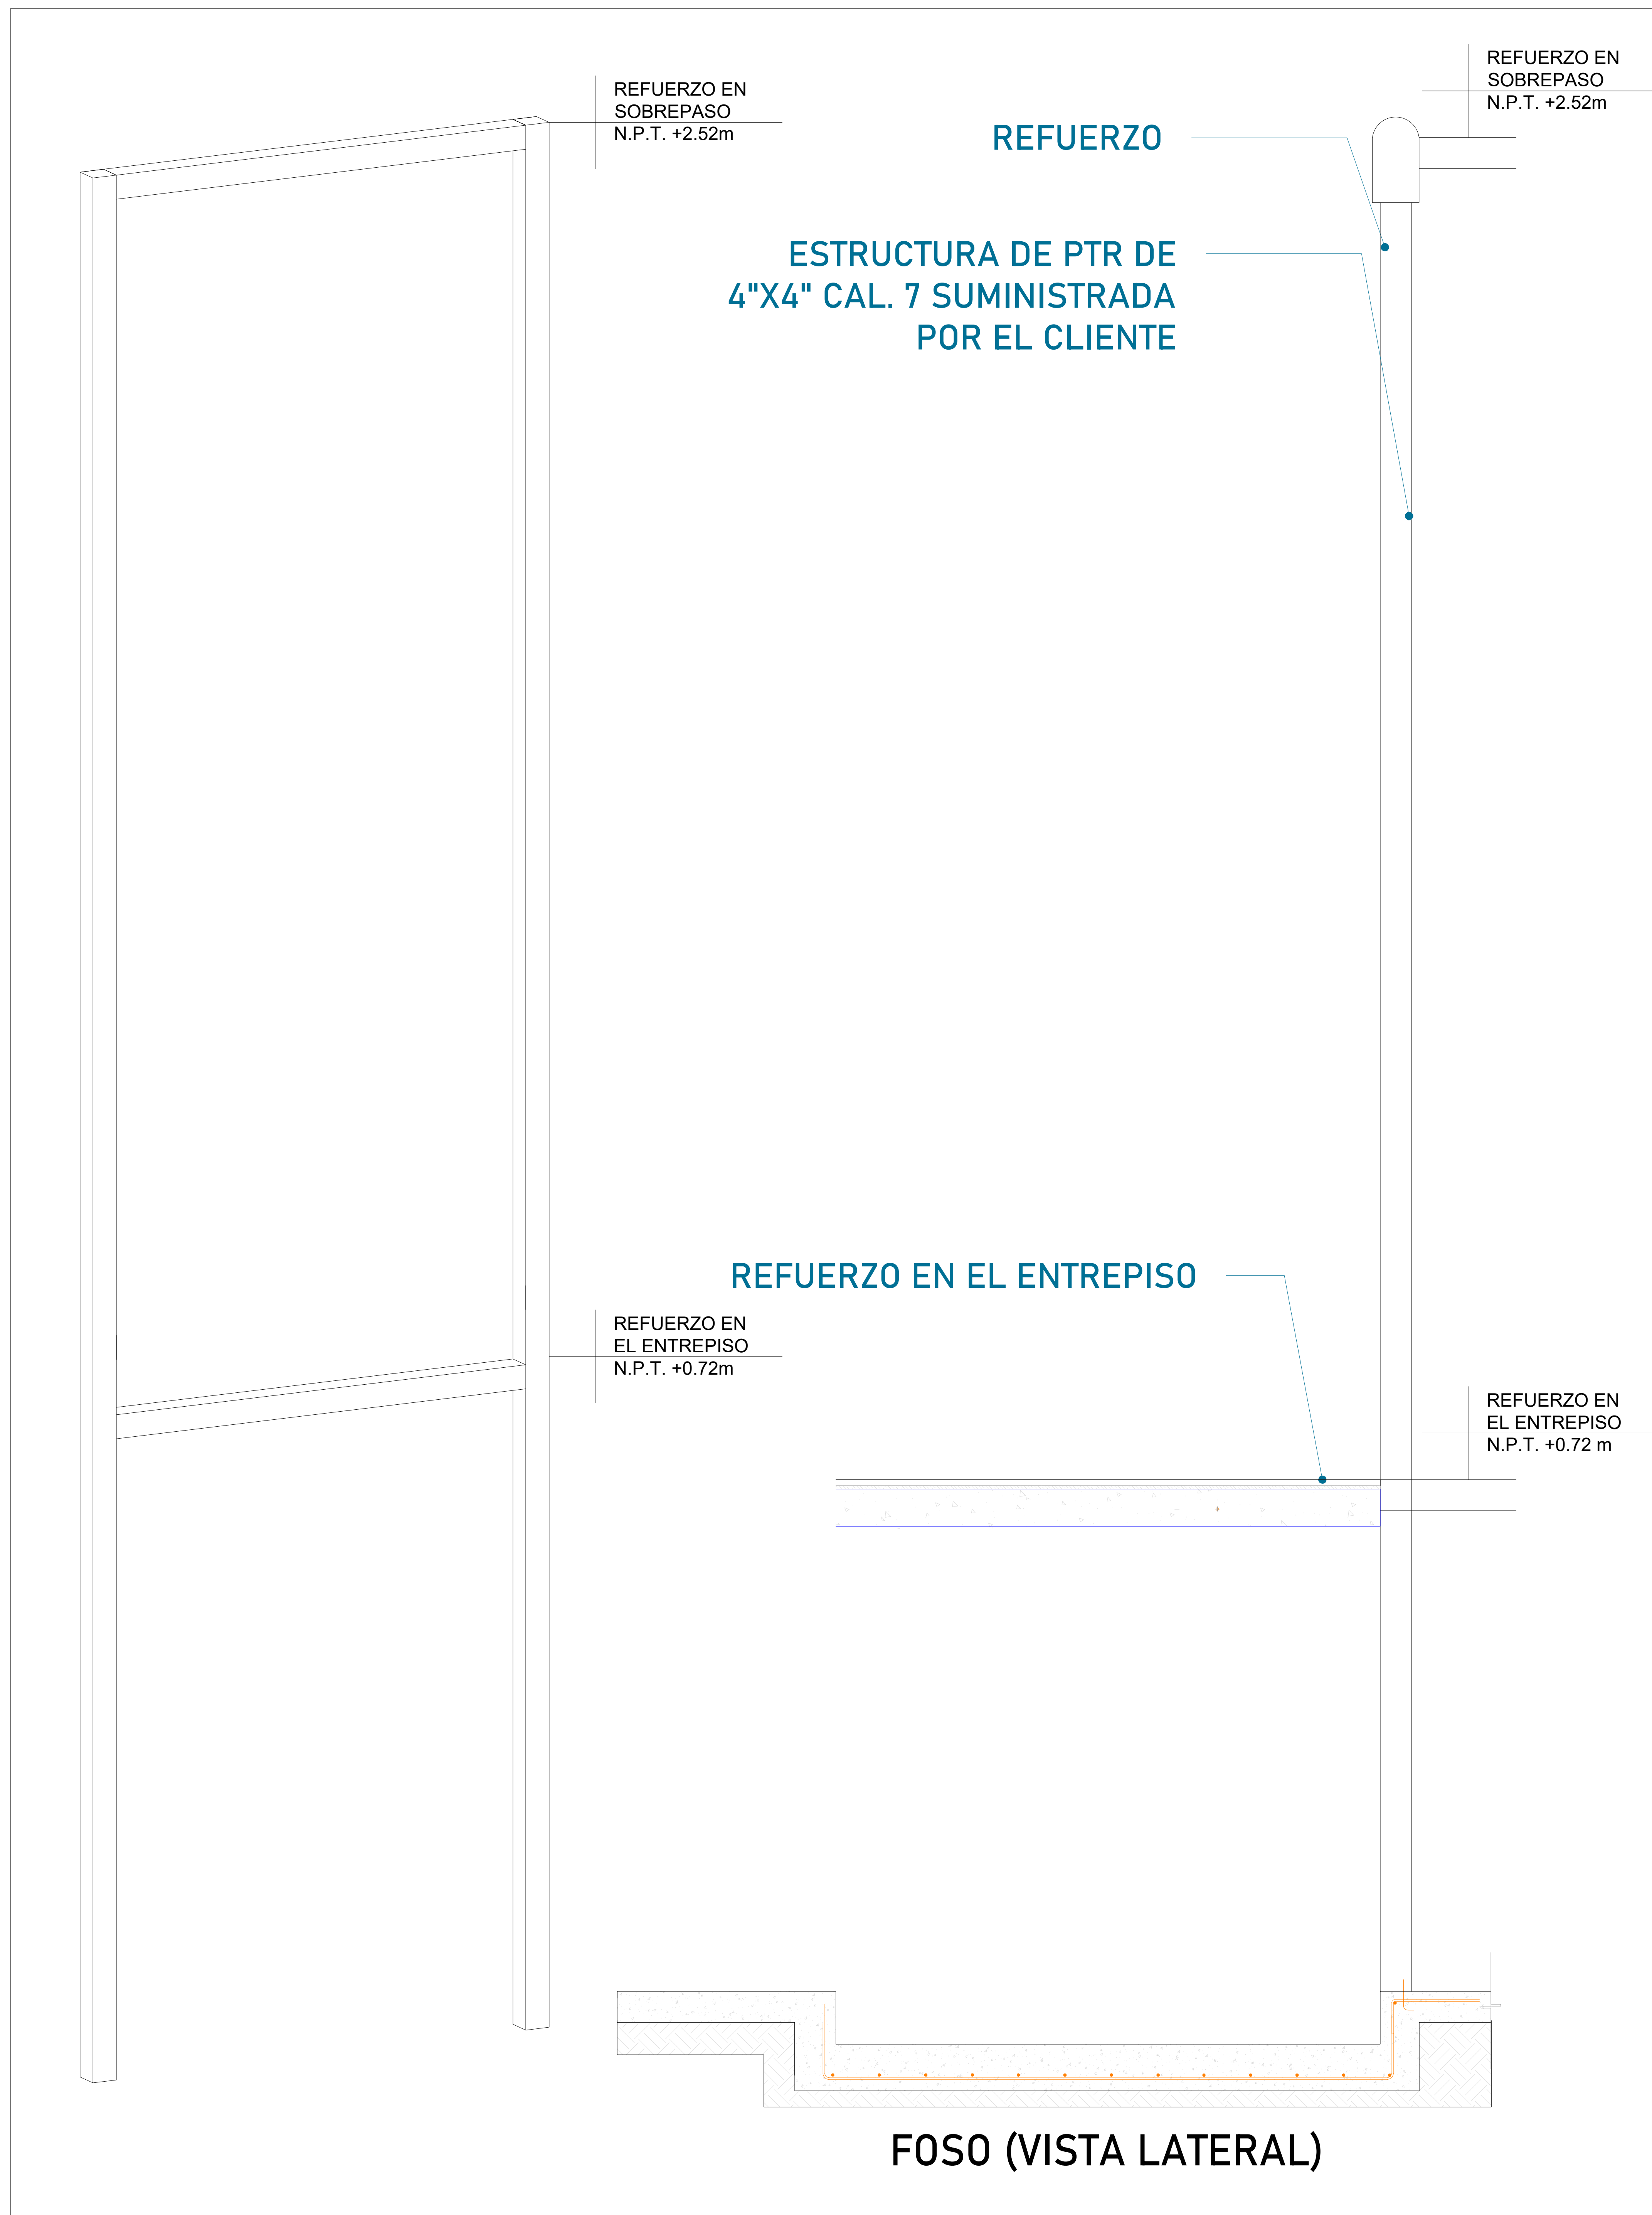 REFUERZO EN
SOBREPASO
N.P.T. +2.52m
REFUERZO
REFUERZO EN
SOBREPASO
N.P.T. +2.52m
ESTRUCTURA DE PTR DE
4"X4" CAL. 7 SUMINISTRADA
POR EL CLIENTE
REFUERZO EN EL ENTREPISO
REFUERZO EN
EL ENTREPISO
N.P.T. +0.72m
REFUERZO EN
EL ENTREPISO
N.P.T. +0.72 m
FOSO (VISTA LATERAL)